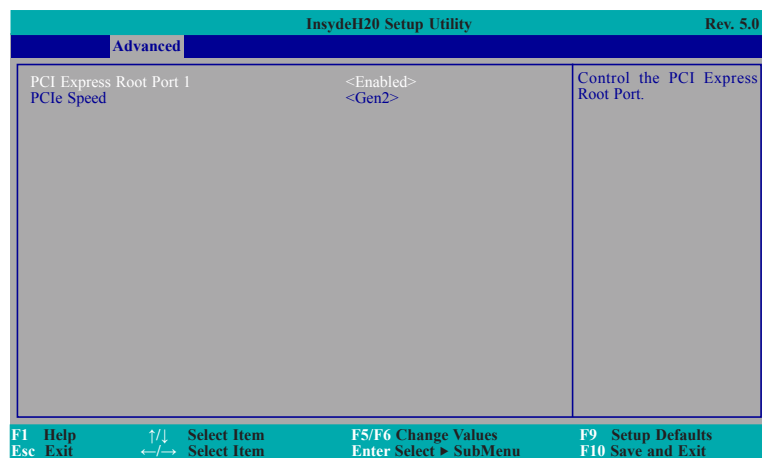 InsydeH20 Setup Utility Rev. 5.0
Advanced
PCI Express Root Port 1 <Enabled>
PCIe Speed <Gen2>
Control the PCI Express
Root Port.
F1 Help ↑/↓ Select Item F5/F6 Change Values F9 Setup Defaults
Esc Exit ←/→ Select Item Enter Select ▶ SubMenu F10 Save and Exit